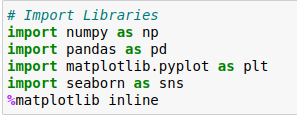 # Import Libraries
import numpy as np
import pandas as pd
import matplotlib.pyplot as plt
import seaborn as sns
%matplotlib inline